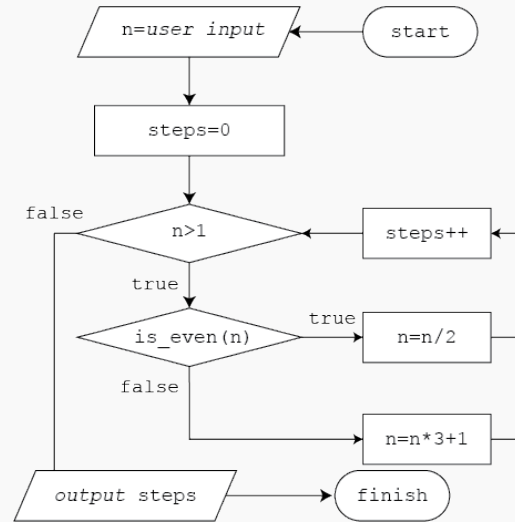 n=user input
start
steps=0
false
n>1
steps++
true
is_even(n)
true
n=n/2
false
n=n*3+1
output steps
finish